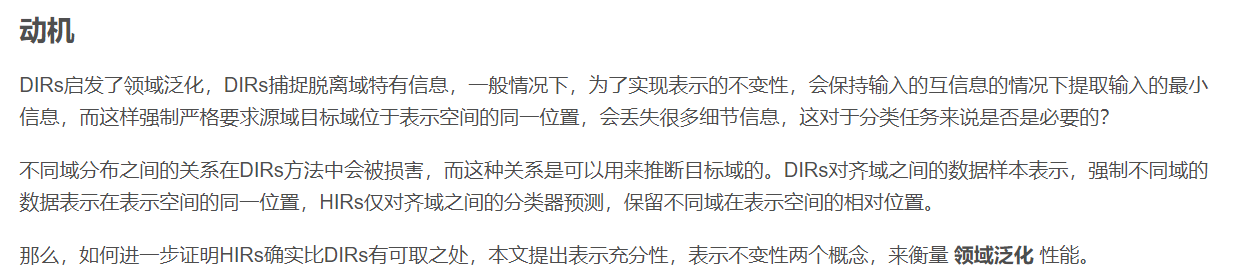 动机
DIRs启发了领域泛化，DIRs捕捉脱离域特有信息，一般情况下，为了实现表示的不变性，会保持输入的互信息的情况下提取输入的最小
信息，而这样强制严格要求源域目标域位于表示空间的同一位置，会丢失很多细节信息，这对于分类任务来说是否是必要的？
不同域分布之间的关系在DIRs方法中会被损害，而这种关系是可以用来推断目标域的。DIRs对齐域之间的数据样本表示，强制不同域的
数据表示在表示空间的同一位置，HIRs仅对齐域之间的分类器预测，保留不同域在表示空间的相对位置。
那么，如何进一步证明HIRs确实比DIRs有可取之处，本文提出表示充分性，表示不变性两个概念，来衡量 领域泛化 性能。